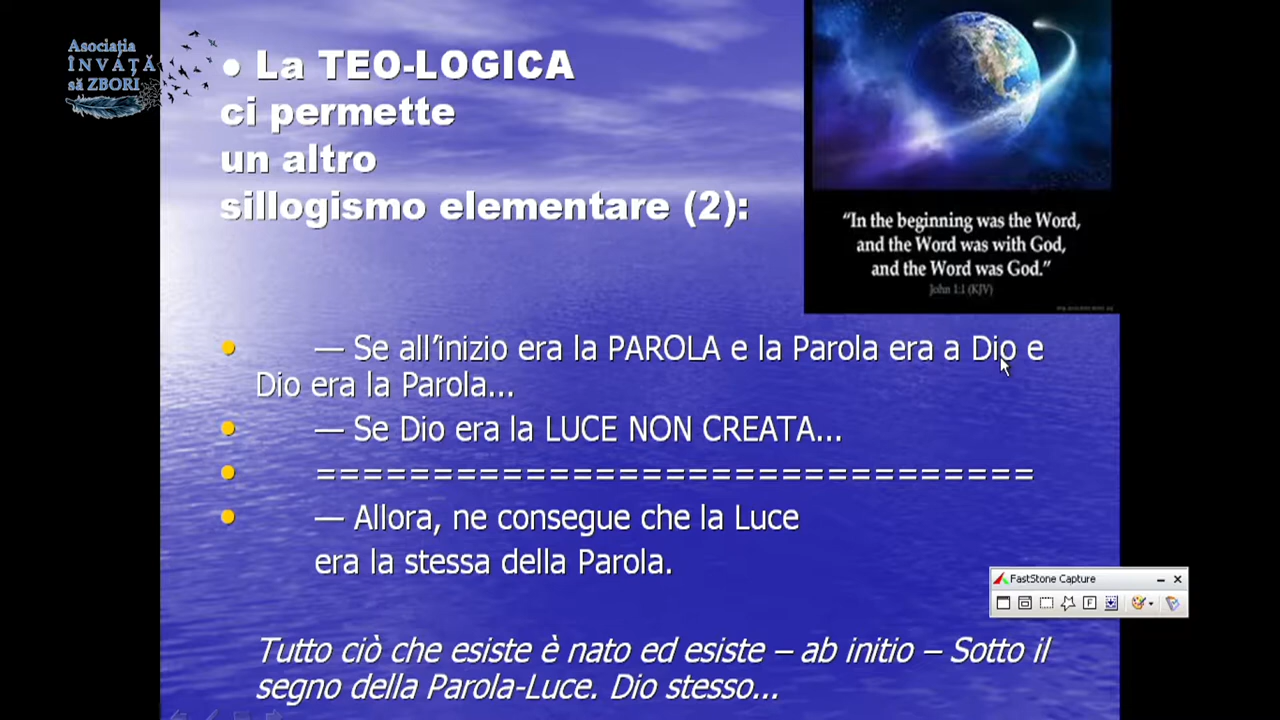 Asociația
ÎNVAȚĂ
să ZBORI
• La TEO-LOGICA
ci permette
un altro
sillogismo elementare (2):
“In the beginning was the Word,
and the Word was with God,
and the Word was God.”
John 1:1 (KJV)
• — Se all’inizio era la PAROLA e la Parola era a Dio e
Dio era la Parola...
• — Se Dio era la LUCE NON CREATA...
• ===============================
• — Allora, ne consegue che la Luce
era la stessa della Parola.
FastStone Capture
Tutto ciò che esiste è nato ed esiste – ab initio – Sotto il
segno della Parola-Luce. Dio stesso...